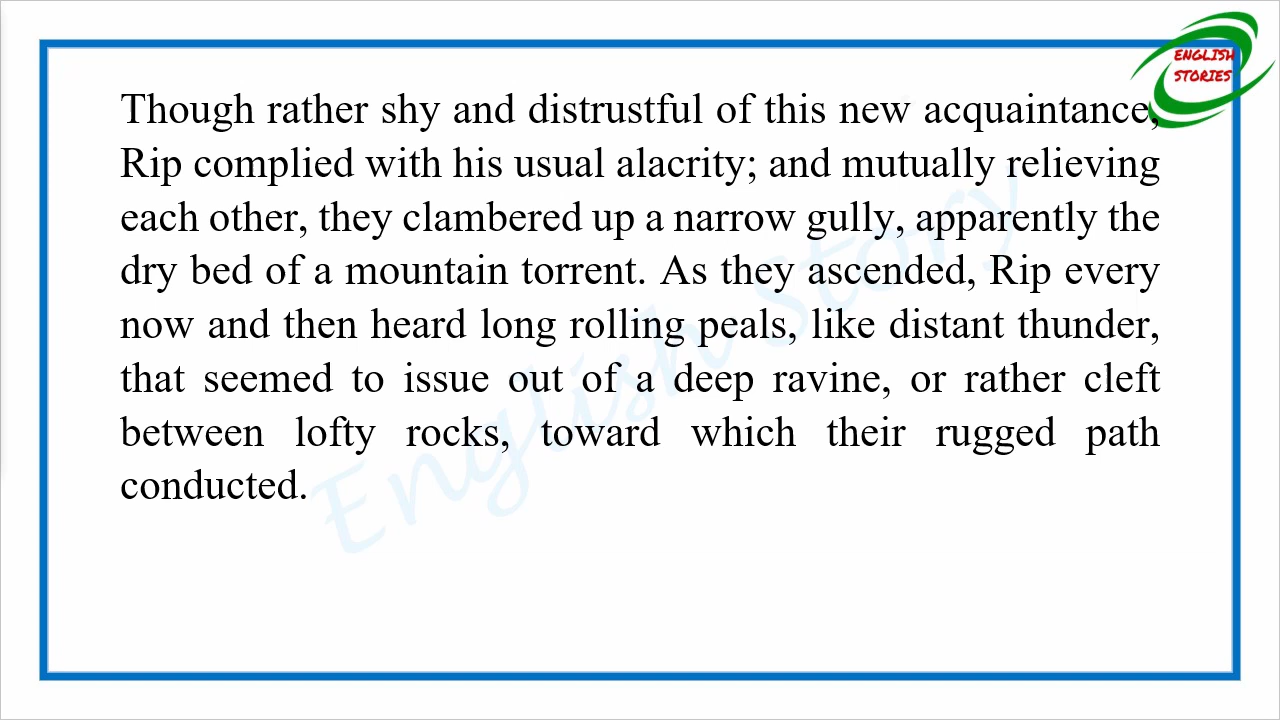 ENGLISH
STORIES
Though rather shy and distrustful of this new acquaintance,
Rip complied with his usual alacrity; and mutually relieving
each other, they clambered up a narrow gully, apparently the
dry bed of a mountain torrent. As they ascended, Rip every
now and then heard long rolling peals, like distant thunder,
that seemed to issue out of a deep ravine, or rather cleft
between lofty rocks, toward which their rugged path
conducted.
English Story